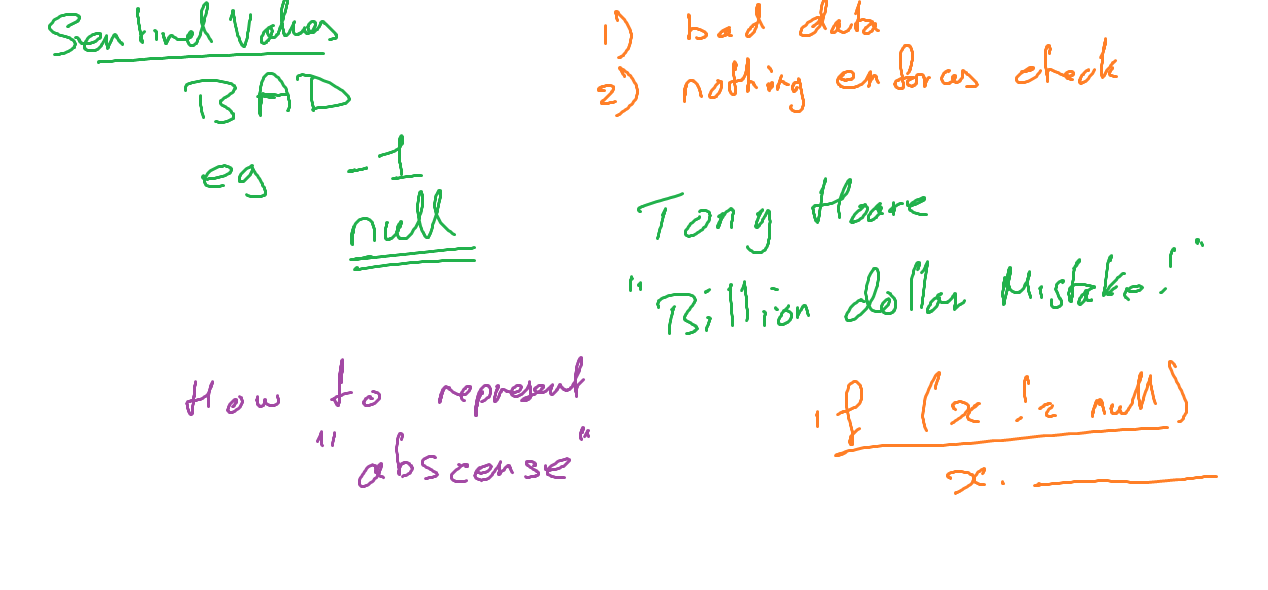 Sentinel Values
BAD
eg -1
null
1) bad data
2) nothing enforces check
Tony Hoare
"Billion dollar Mistake!"
How to represent
"abscense"
if (x != null)
x.